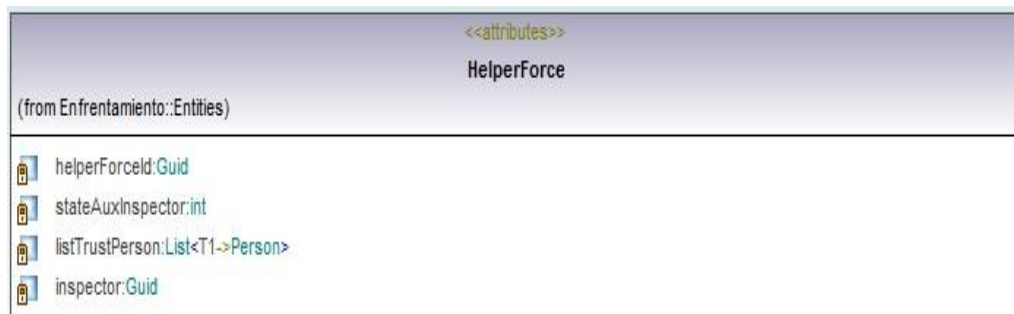 <<attributes>>
HelperForce
(from Enfrentamiento::Entities)
helperForceId:Guid
stateAuxInspector:int
listTrustPerson:List<T1->Person>
inspector:Guid